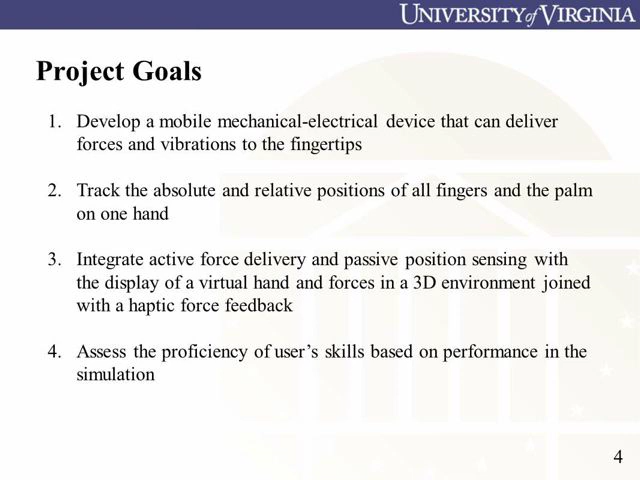 UNIVERSITY of VIRGINIA
Project Goals
1. Develop a mobile mechanical-electrical device that can deliver
forces and vibrations to the fingertips
2. Track the absolute and relative positions of all fingers and the palm
on one hand
3. Integrate active force delivery and passive position sensing with
the display of a virtual hand and forces in a 3D environment joined
with a haptic force feedback
4. Assess the proficiency of user’s skills based on performance in the
simulation
4